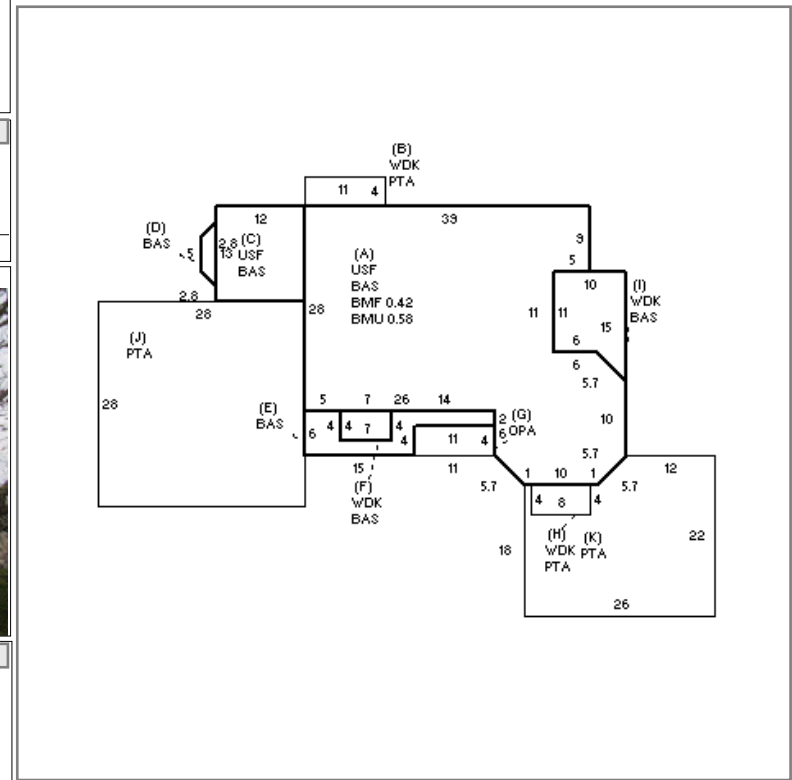 (B)
WDK
PTA
11 4
12
39
(D)
BAS
5
2.8
13
(C)
USF
BAS
(A)
USF
BAS
BMF 0.42
BMU 0.58
9
5
10
(I)
WDK
BAS
2.8
28
28
11
11
15
6
(J)
PTA
6
5.7
28
5 7 26 14
10
(E)
BAS
6
4
4
7
4
4
11
4
2
6
(G)
OPA
5.7
15
11
5.7
1 10 1
5.7
12
(F)
WDK
BAS
4
8
4
18
(H)
WDK
PTA
(K)
PTA
22
26